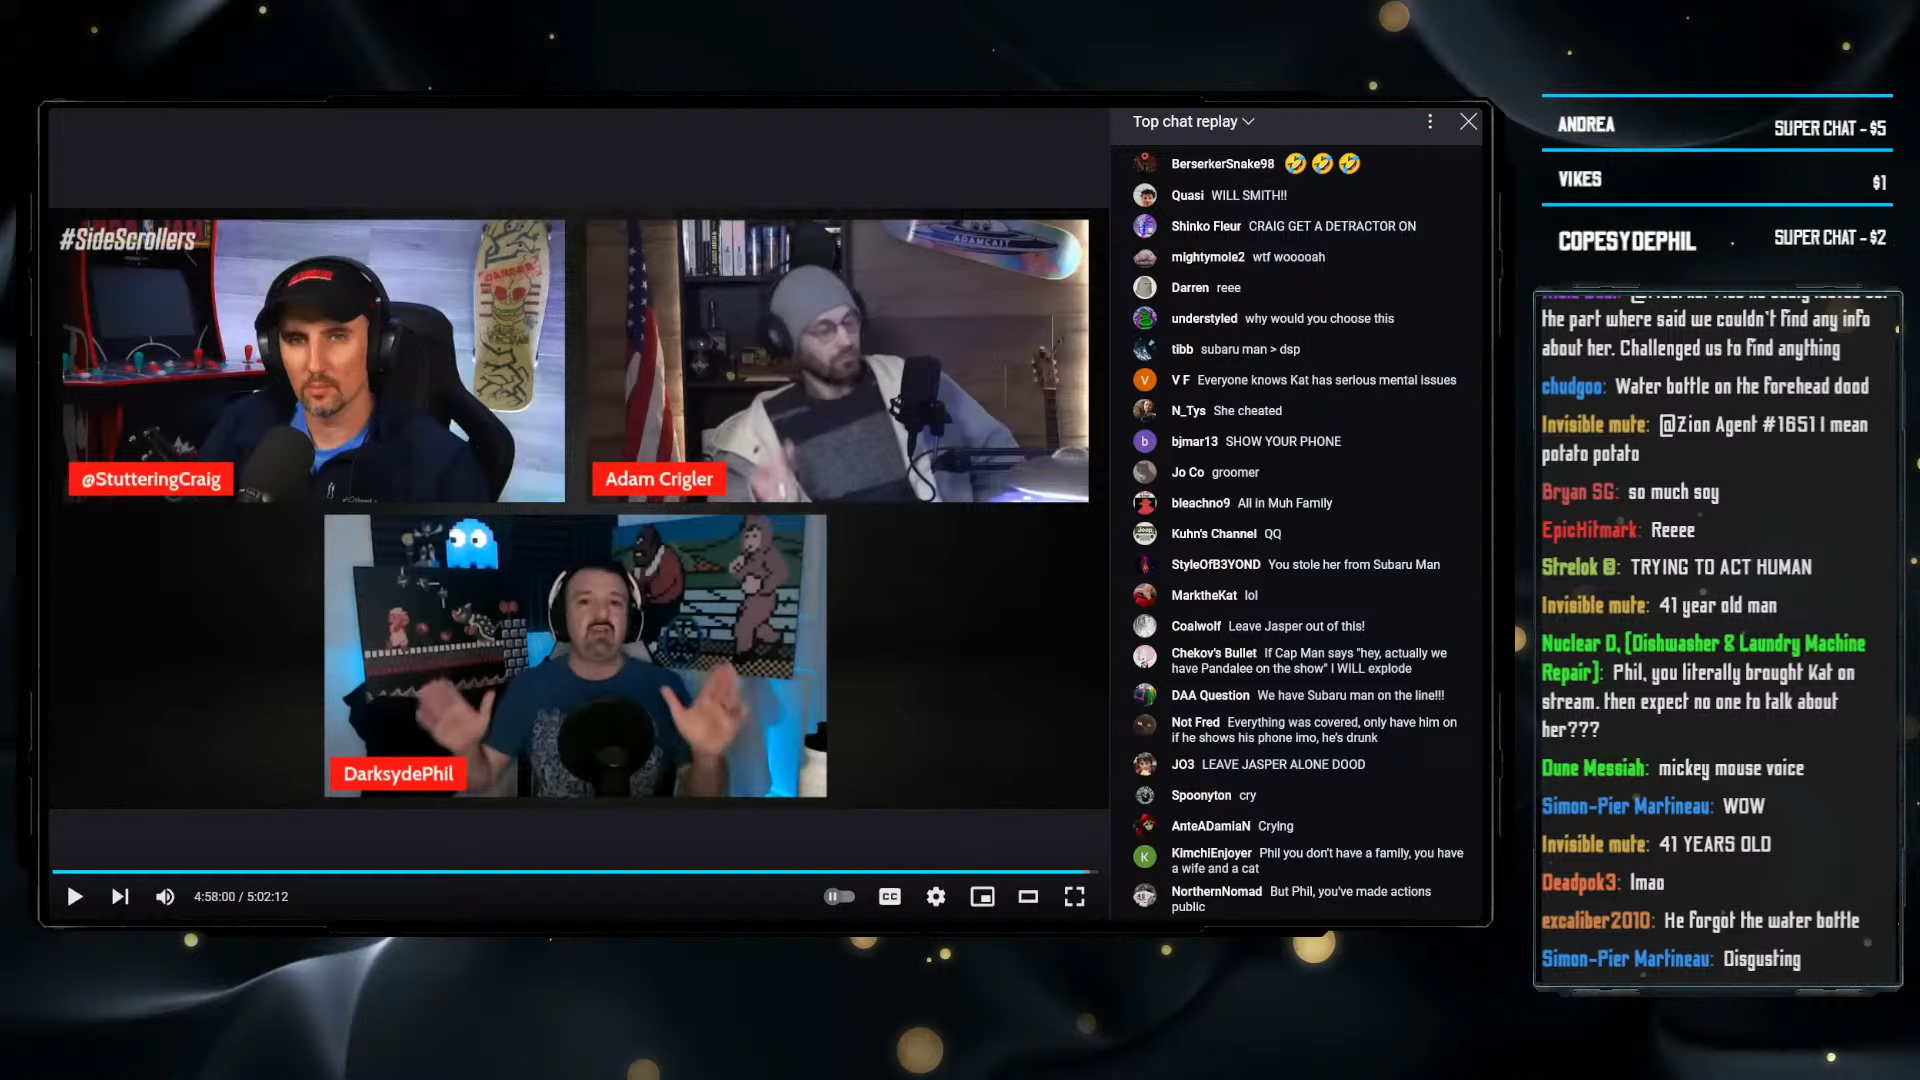 #SideScrollers
ADAMCAST
@StutteringCraig
Adam Crigler
DarksydePhil
4:58:00 / 5:02:12
CC
Top chat replay
BerserkerSnake98 🤣 🤣 🤣
Quasi WILL SMITH!!
Shinko Fleur CRAIG GET A DETRACTOR ON
mightymole2 wtf wooooah
Darren reee
understyled why would you choose this
tibb subaru man > dsp
V
V F Everyone knows Kat has serious mental issues
N_Tys She cheated
b
bjmar13 SHOW YOUR PHONE
Jo Co groomer
bleachno9 All in Muh Family
Kuhn's Channel QQ
StyleOfB3YOND You stole her from Subaru Man
MarktheKat lol
Coalwolf Leave Jasper out of this!
Chekov's Bullet If Cap Man says "hey, actually we
have Pandalee on the show" I WILL explode
DAA Question We have Subaru man on the line!!!
Not Fred Everything was covered, only have him on
if he shows his phone imo, he's drunk
JO3 LEAVE JASPER ALONE DOOD
Spoonyton cry
AnteADamiaN Crying
K
KimchiEnjoyer Phil you don't have a family, you have
a wife and a cat
NorthernNomad But Phil, you've made actions
public
ANDREA SUPER CHAT - $5
VIKES $1
COPESYDEPHIL SUPER CHAT - $2
the part where said we couldn't find any info
about her. Challenged us to find anything
chudgoo: Water bottle on the forehead dood
Invisible mute: @Zion Agent #1651 I mean
potato potato
Bryan SG: so much soy
EpicHitmark: Reeee
Strelok @: TRYING TO ACT HUMAN
Invisible mute: 41 year old man
Nuclear D, (Dishwasher & Laundry Machine
Repair): Phil, you literally brought Kat on
stream. then expect no one to talk about
her???
Dune Messiah: mickey mouse voice
Simon-Pier Martineau: WOW
Invisible mute: 41 YEARS OLD
Deadpok3: lmao
excaliber2010: He forgot the water bottle
Simon-Pier Martineau: Disgusting